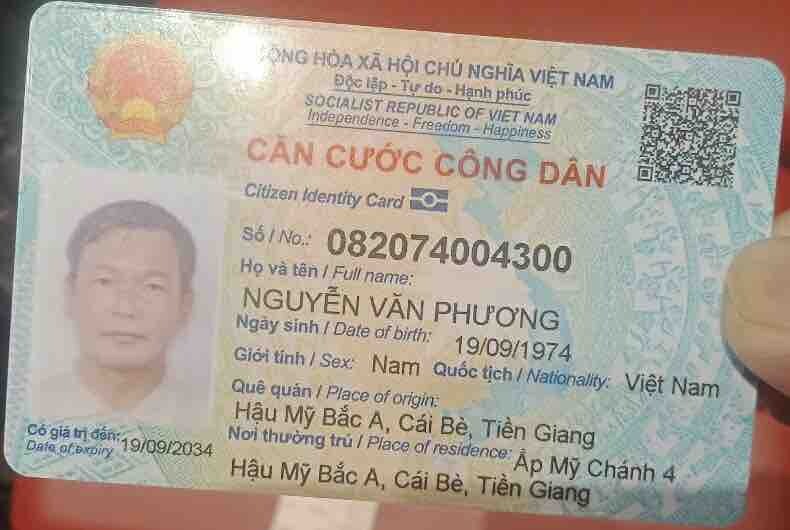 CỘNG HÒA XÃ HỘI CHỦ NGHĨA VIỆT NAM
Độc lập - Tự do - Hạnh phúc
SOCIALIST REPUBLIC OF VIET NAM
Independence - Freedom - Happiness
CĂN CƯỚC CÔNG DÂN
Citizen Identity Card
Số / No.: 082074004300
Họ và tên / Full name:
NGUYỄN VĂN PHƯƠNG
Ngày sinh / Date of birth: 19/09/1974
Giới tính / Sex: Nam Quốc tịch / Nationality: Việt Nam
Quê quán / Place of origin:
Hậu Mỹ Bắc A, Cái Bè, Tiền Giang
Nơi thường trú / Place of residence: Ấp Mỹ Chánh 4
Hậu Mỹ Bắc A, Cái Bè, Tiền Giang
Có giá trị đến: 19/09/2034
Date of expiry